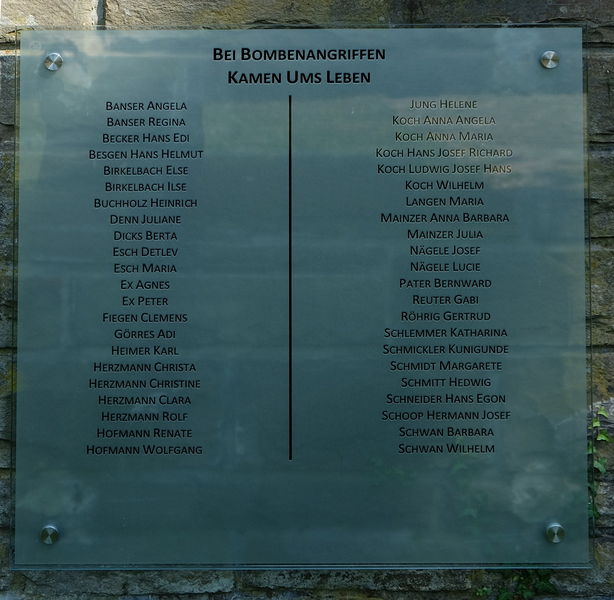 Bei Bombenangriffen
Kamen Ums Leben
Banser Angela
Banser Regina
Becker Hans Edi
Besgen Hans Helmut
Birkelbach Else
Birkelbach Ilse
Buchholz Heinrich
Denn Juliane
Dicks Berta
Esch Detlev
Esch Maria
Ex Agnes
Ex Peter
Fiegen Clemens
Görres Adi
Heimer Karl
Herzmann Christa
Herzmann Christine
Herzmann Clara
Herzmann Rolf
Hofmann Renate
Hofmann Wolfgang
Jung Helene
Koch Anna Angela
Koch Anna Maria
Koch Hans Josef Richard
Koch Ludwig Josef Hans
Koch Wilhelm
Langen Maria
Mainzer Anna Barbara
Mainzer Julia
Nägele Josef
Nägele Lucie
Pater Bernward
Reuter Gabi
Röhrig Gertrud
Schlemmer Katharina
Schmickler Kunigunde
Schmidt Margarete
Schmitt Hedwig
Schneider Hans Egon
Schoop Hermann Josef
Schwan Barbara
Schwan Wilhelm